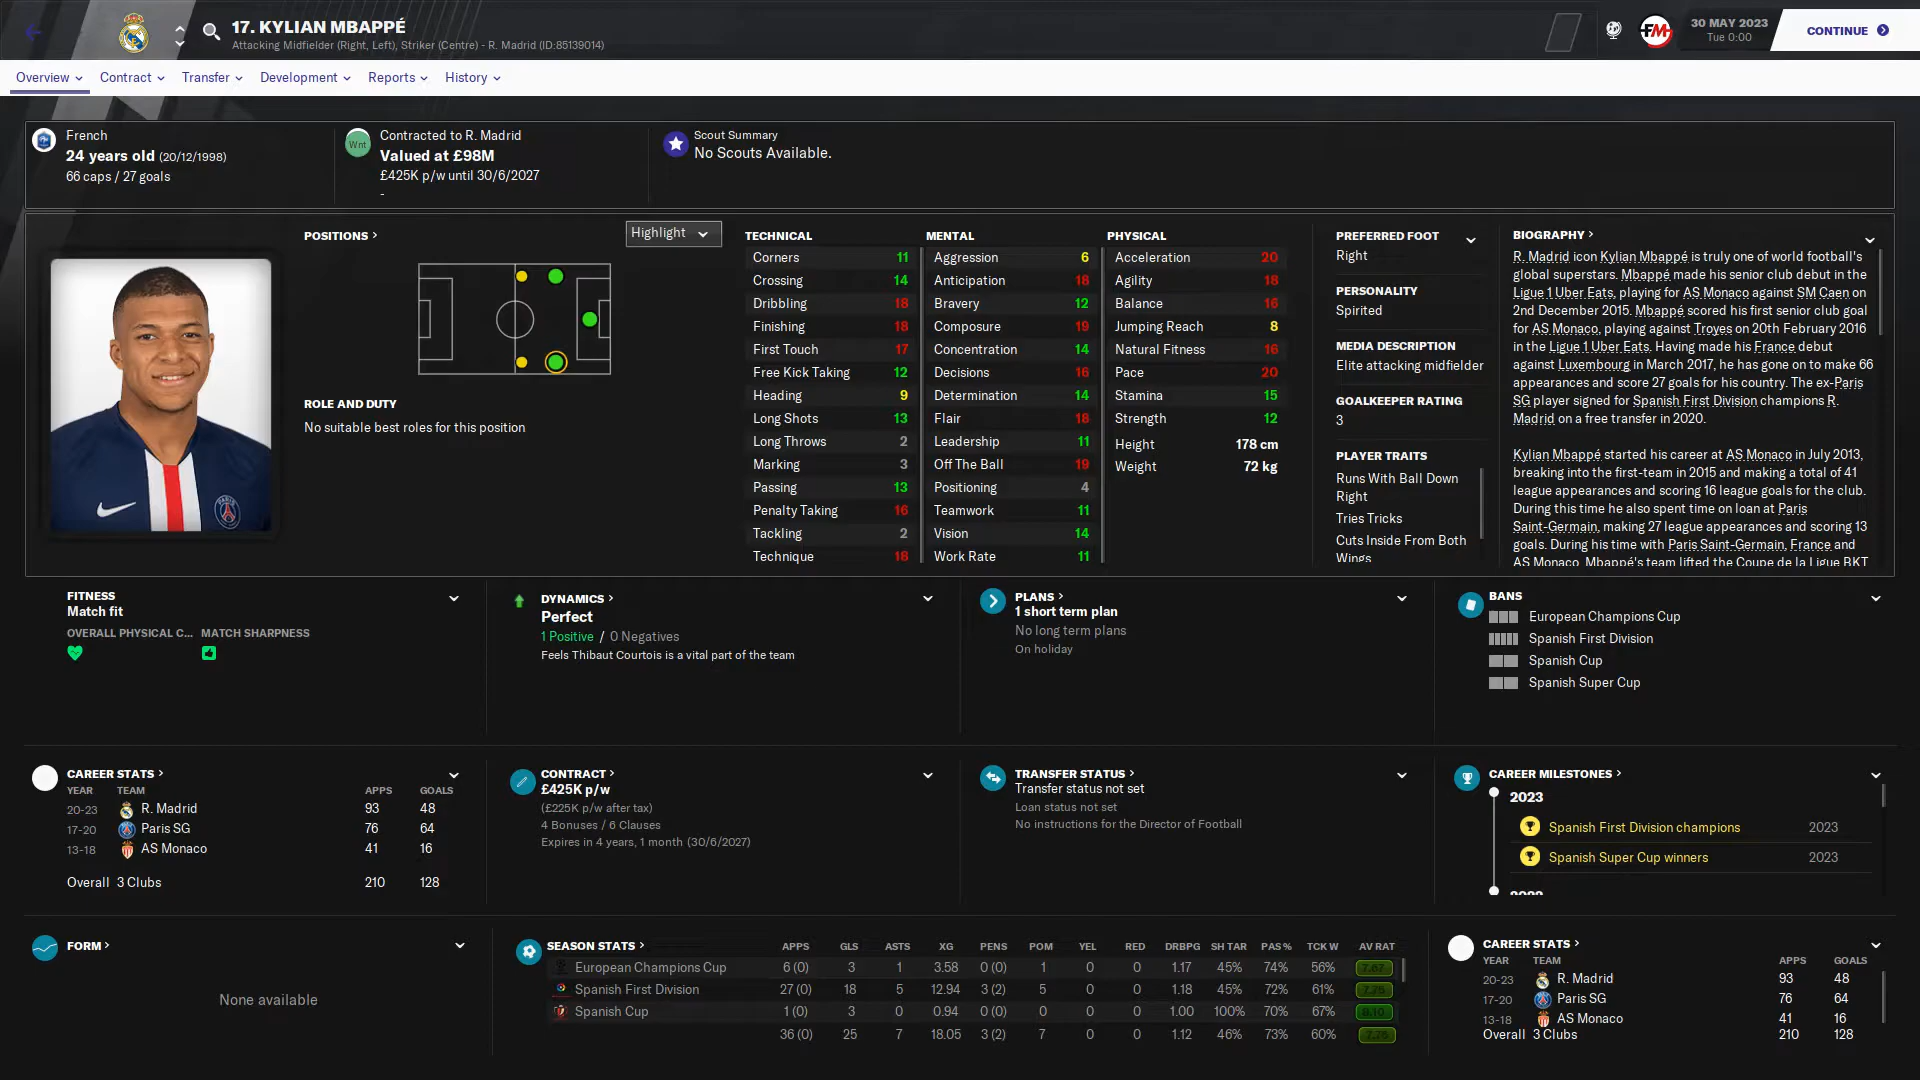 17. KYLIAN MBAPPÉ
Attacking Midfielder (Right, Left), Striker (Centre) - R. Madrid (ID:85139014)
FM
30 MAY 2023
Tue 0:00
CONTINUE
Overview
Contract
Transfer
Development
Reports
History
French
24 years old (20/12/1998)
66 caps / 27 goals
Wnt
Contracted to R. Madrid
Valued at £98M
£425K p/w until 30/6/2027
-
Scout Summary
No Scouts Available.
POSITIONS
Highlight
ROLE AND DUTY
No suitable best roles for this position
TECHNICAL
Corners 11
Crossing 14
Dribbling 18
Finishing 18
First Touch 17
Free Kick Taking 12
Heading 9
Long Shots 13
Long Throws 2
Marking 3
Passing 13
Penalty Taking 16
Tackling 2
Technique 18
MENTAL
Aggression 6
Anticipation 18
Bravery 12
Composure 19
Concentration 14
Decisions 16
Determination 14
Flair 18
Leadership 11
Off The Ball 19
Positioning 4
Teamwork 11
Vision 14
Work Rate 11
PHYSICAL
Acceleration 20
Agility 18
Balance 16
Jumping Reach 8
Natural Fitness 16
Pace 20
Stamina 15
Strength 12
Height 178 cm
Weight 72 kg
PREFERRED FOOT
Right
PERSONALITY
Spirited
MEDIA DESCRIPTION
Elite attacking midfielder
GOALKEEPER RATING
3
PLAYER TRAITS
Runs With Ball Down
Right
Tries Tricks
Cuts Inside From Both
Wings
BIOGRAPHY
R. Madrid icon Kylian Mbappé is truly one of world football's
global superstars. Mbappé made his senior club debut in the
Ligue 1 Uber Eats, playing for AS Monaco against SM Caen on
2nd December 2015. Mbappé scored his first senior club goal
for AS Monaco, playing against Troyes on 20th February 2016
in the Ligue 1 Uber Eats. Having made his France debut
against Luxembourg in March 2017, he has gone on to make 66
appearances and score 27 goals for his country. The ex-Paris
SG player signed for Spanish First Division champions R.
Madrid on a free transfer in 2020.
Kylian Mbappé started his career at AS Monaco in July 2013,
breaking into the first-team in 2015 and making a total of 41
league appearances and scoring 16 league goals for the club.
During this time he also spent time on loan at Paris
Saint-Germain, making 27 league appearances and scoring 13
goals. During his time with Paris Saint-Germain, France and
AS Monaco, Mbappé's team lifted the Coupe de la Ligue BKT
FITNESS
Match fit
OVERALL PHYSICAL C... MATCH SHARPNESS
DYNAMICS
Perfect
1 Positive / 0 Negatives
Feels Thibaut Courtois is a vital part of the team
PLANS
1 short term plan
No long term plans
On holiday
BANS
European Champions Cup
Spanish First Division
Spanish Cup
Spanish Super Cup
CAREER STATS
YEAR TEAM APPS GOALS
20-23 R. Madrid 93 48
17-20 Paris SG 76 64
13-18 AS Monaco 41 16
Overall 3 Clubs 210 128
CONTRACT
£425K p/w
(£225K p/w after tax)
4 Bonuses / 6 Clauses
Expires in 4 years, 1 month (30/6/2027)
TRANSFER STATUS
Transfer status not set
Loan status not set
No instructions for the Director of Football
CAREER MILESTONES
2023
Spanish First Division champions 2023
Spanish Super Cup winners 2023
FORM
None available
SEASON STATS APPS GLS ASTS XG PENS POM YEL RED DRBPG SH TAR PAS % TCK W AV RAT
European Champions Cup 6 (0) 3 1 3.58 0 (0) 1 0 0 1.17 45% 74% 56%
Spanish First Division 27 (0) 18 5 12.94 3 (2) 5 0 0 1.18 45% 72% 61%
Spanish Cup 1 (0) 3 0 0.94 0 (0) 0 0 0 1.00 100% 70% 67%
36 (0) 25 7 18.05 3 (2) 7 0 0 1.12 46% 73% 60%
CAREER STATS
YEAR TEAM APPS GOALS
20-23 R. Madrid 93 48
17-20 Paris SG 76 64
13-18 AS Monaco 41 16
Overall 3 Clubs 210 128